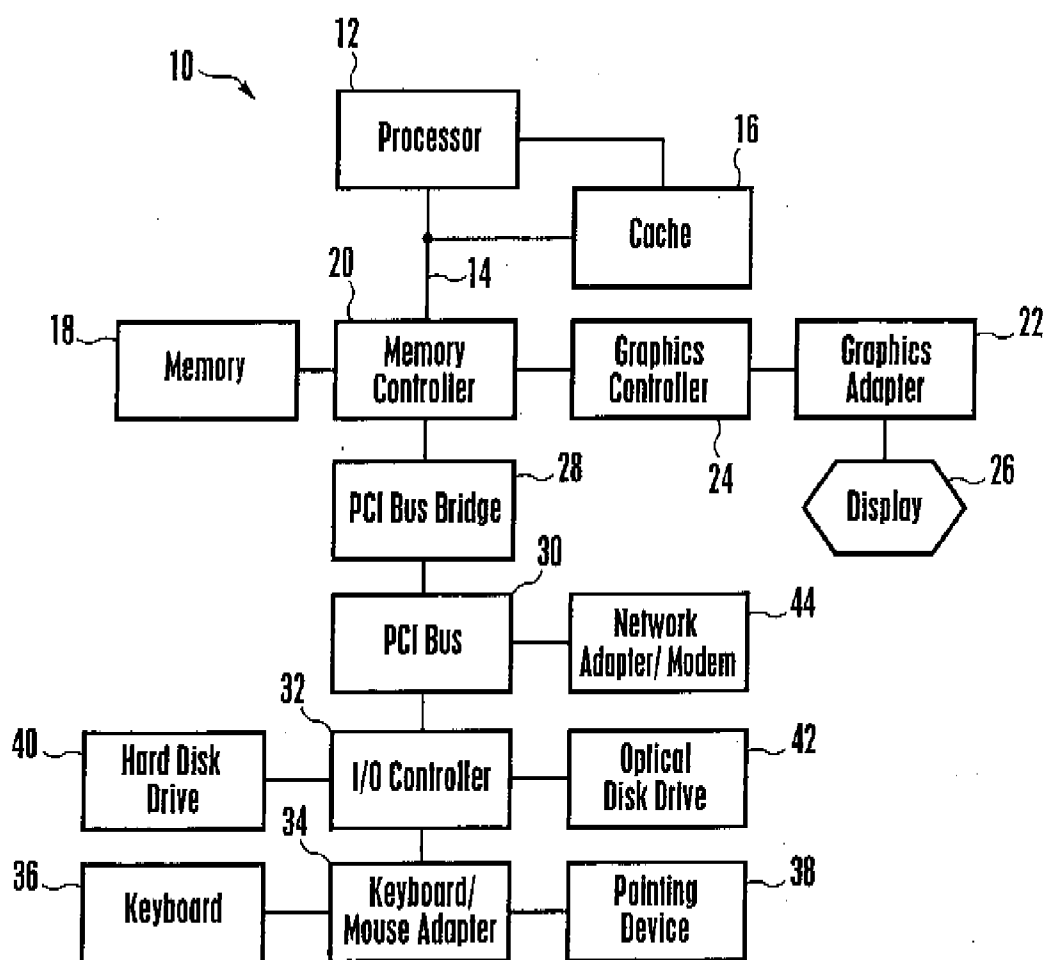 10
12
Processor
16
Cache
14
20
18
Memory
Memory
Controller
Graphics
Controller
24
22
Graphics
Adapter
26
Display
28
PCI Bus Bridge
30
PCI Bus
44
Network
Adapter/ Modem
32
40
Hard Disk
Drive
I/O Controller
42
Optical
Disk Drive
34
36
Keyboard
Keyboard/
Mouse Adapter
38
Pointing
Device